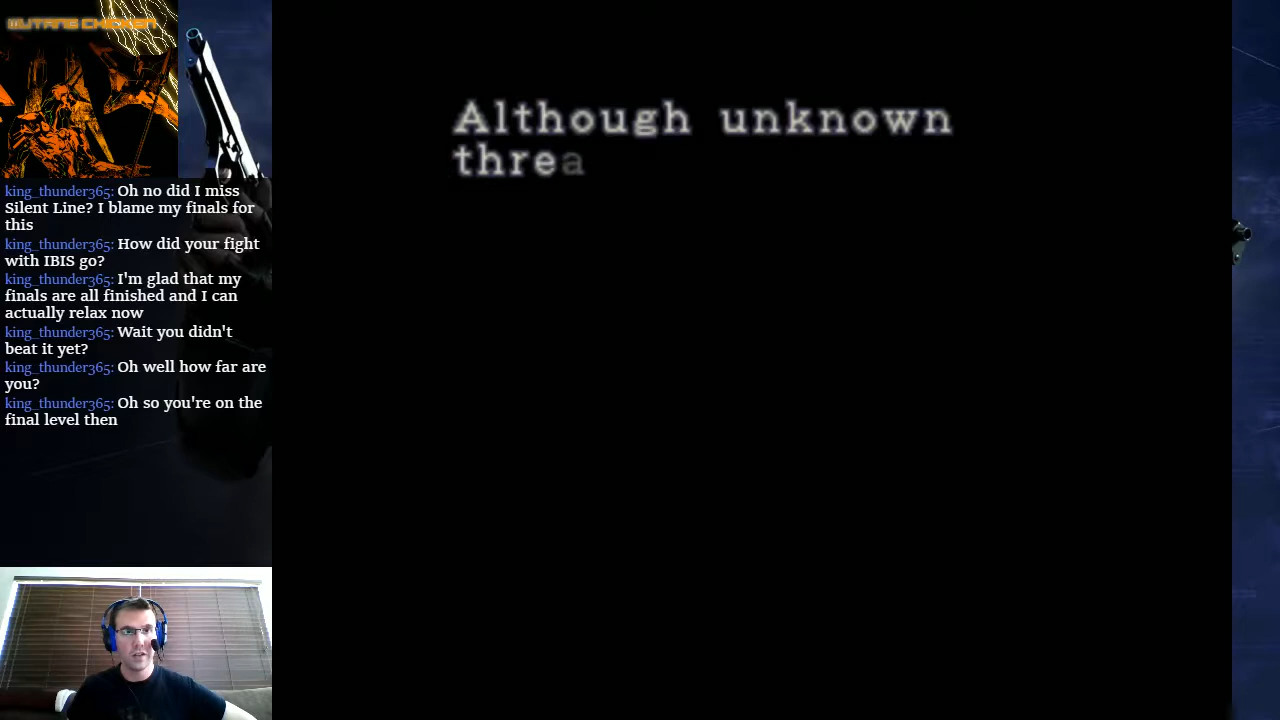 WUTANG CHICKEN
king_thunder365: Oh no did I miss
Silent Line? I blame my finals for
this
king_thunder365: How did your fight
with IBIS go?
king_thunder365: I'm glad that my
finals are all finished and I can
actually relax now
king_thunder365: Wait you didn't
beat it yet?
king_thunder365: Oh well how far are
you?
king_thunder365: Oh so you're on the
final level then
Although unknown
threa